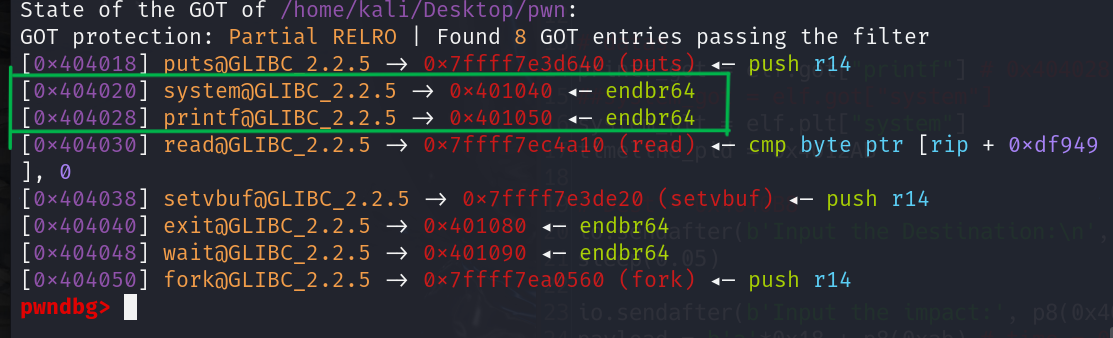 State of the GOT of /home/kali/Desktop/pwn:
GOT protection: Partial RELRO | Found 8 GOT entries passing the filter
[0×404018] puts@GLIBC_2.2.5 → 0×7ffff7e3d640 (puts) ◂— push r14
[0×404020] system@GLIBC_2.2.5 → 0×401040 ◂— endbr64
[0×404028] printf@GLIBC_2.2.5 → 0×401050 ◂— endbr64
[0×404030] read@GLIBC_2.2.5 → 0×7ffff7ec4a10 (read) ◂— cmp byte ptr [rip + 0×df949
], 0
[0×404038] setvbuf@GLIBC_2.2.5 → 0×7ffff7e3de20 (setvbuf) ◂— push r14
[0×404040] exit@GLIBC_2.2.5 → 0×401080 ◂— endbr64
[0×404048] wait@GLIBC_2.2.5 → 0×401090 ◂— endbr64
[0×404050] fork@GLIBC_2.2.5 → 0×7ffff7ea0560 (fork) ◂— push r14
pwndbg>